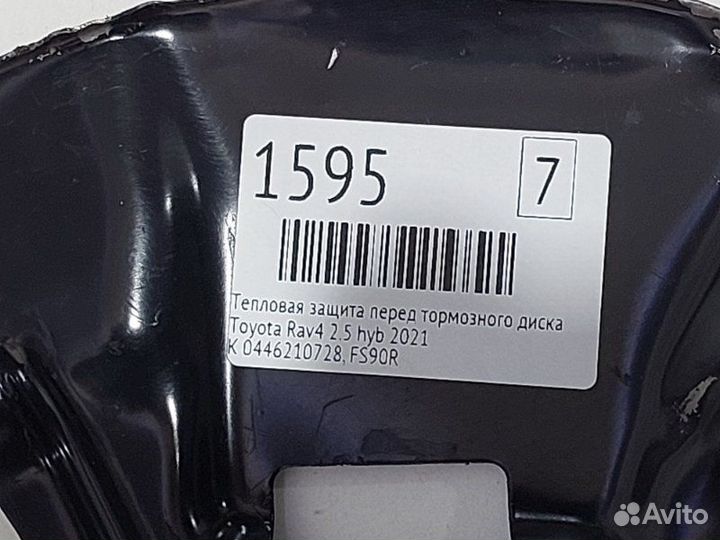 1595
7
Тепловая защита перед тормозного диска
Toyota Rav4 2.5 hyb 2021
K 0446210728, FS90R
Avito